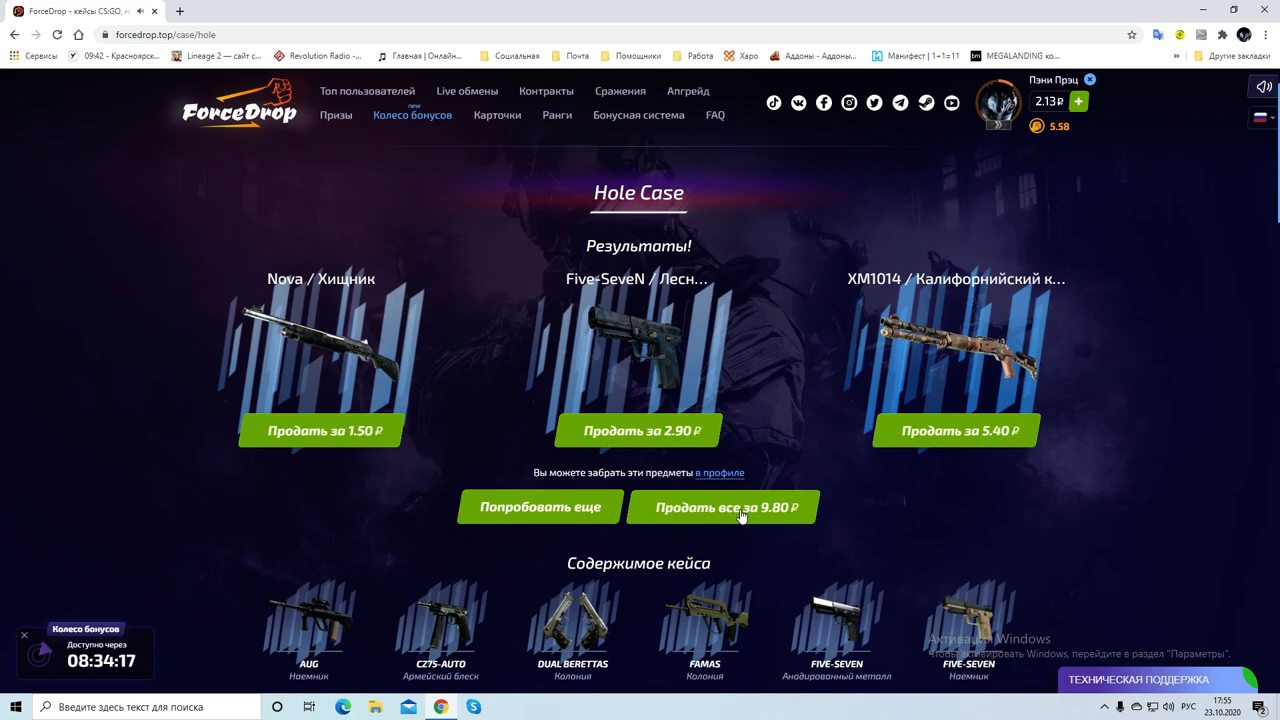 ForceDrop - кейсы CS:GO, н
forcedrop.top/case/hole
Сервисы
09:42 - Красноярск...
Lineage 2 — сайт с...
Revolution Radio -...
Главная | Онлайн...
Социальная
Почта
Помощники
Работа
Харо
Аддоны - Аддоны...
Манифест | 1+1=11
MEGALANDING ко...
Другие закладки
ForceDrop
Топ пользователей
Live обмены
Контракты
Сражения
Апгрейд
Призы
new
Колесо бонусов
Карточки
Ранги
Бонусная система
FAQ
Пэни Прэц
2.13 ₽
5.58
Hole Case
Результаты!
Nova / Хищник
Five-SeveN / Лесн...
XM1014 / Калифорнийский к...
Продать за 1.50 ₽
Продать за 2.90 ₽
Продать за 5.40 ₽
Вы можете забрать эти предметы в профиле
Попробовать еще
Продать все за 9.80 ₽
Содержимое кейса
AUG
Наемник
CZ75-AUTO
Армейский блеск
DUAL BERETTAS
Колония
FAMAS
Колония
FIVE-SEVEN
Анодированный металл
FIVE-SEVEN
Наемник
Колесо бонусов
Доступно через
08:34:17
Активация Windows
Чтобы активировать Windows, перейдите в раздел "Параметры".
ТЕХНИЧЕСКАЯ ПОДДЕРЖКА
Введите здесь текст для поиска
РУС
17:55
23.10.2020
2